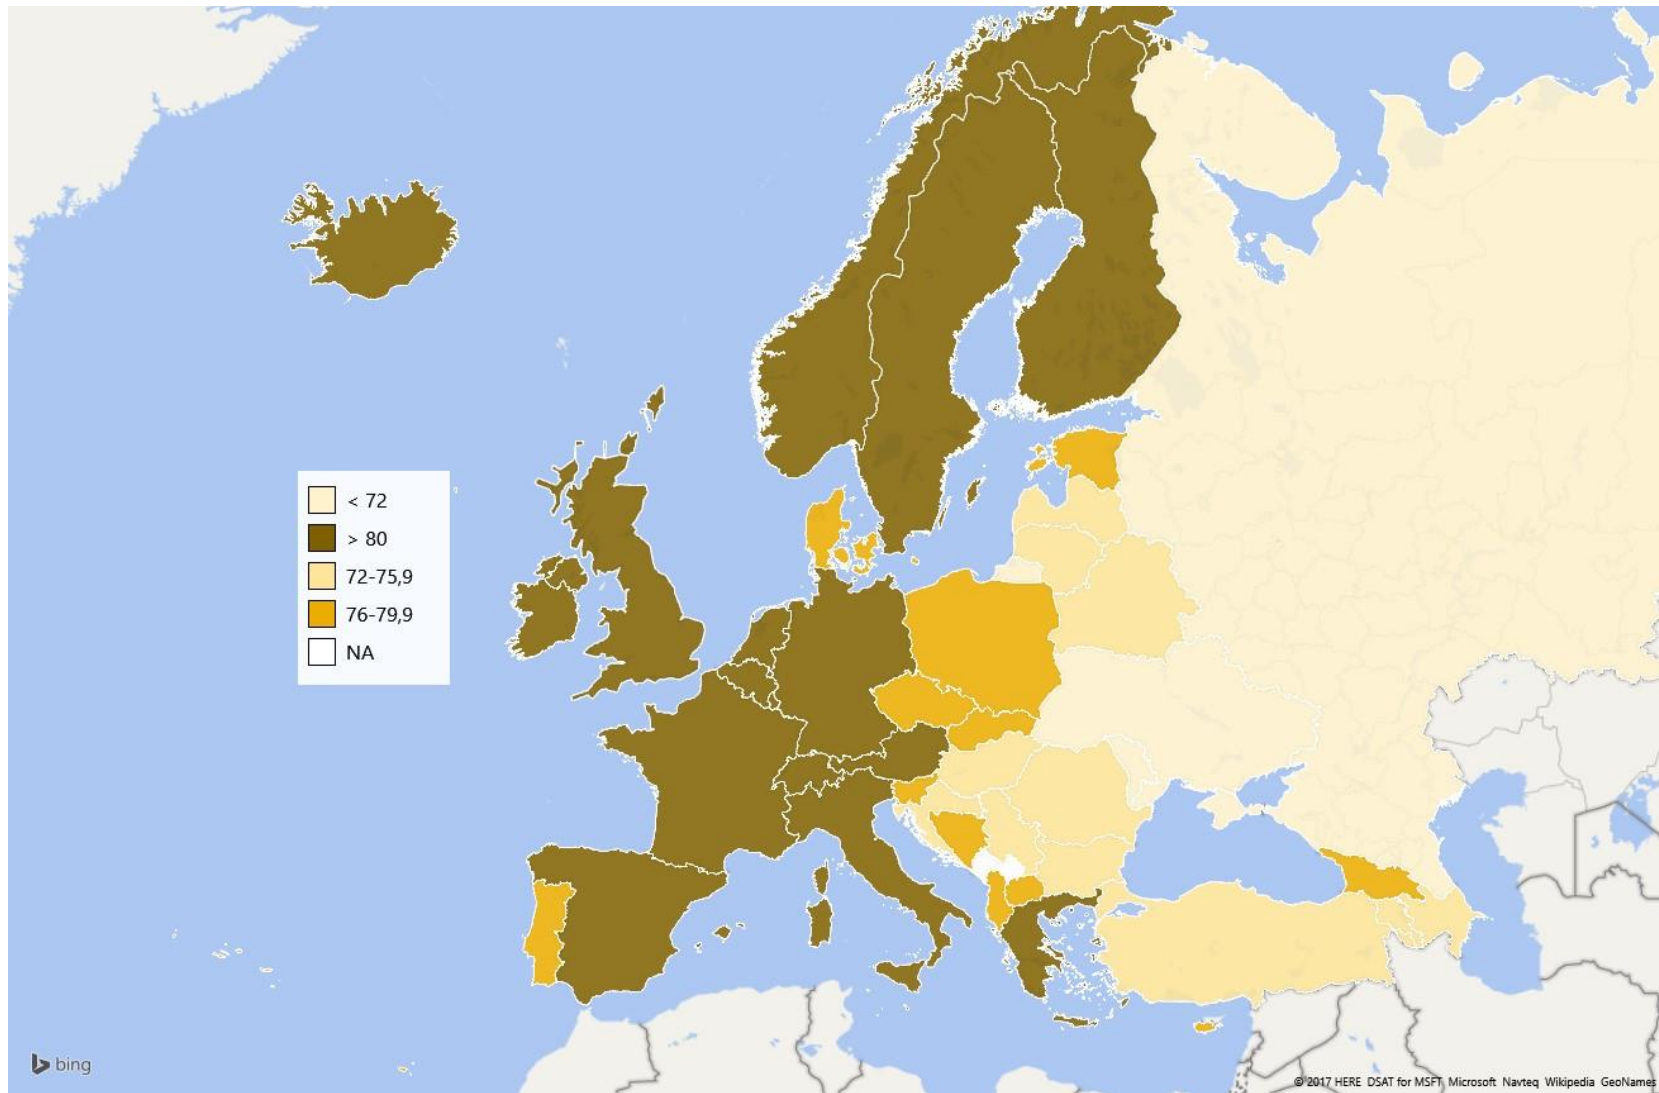 < 72
> 80
72-75,9
76-79,9
NA
bing
© 2017 HERE DSAT for MSFT Microsoft Navteq Wikipedia GeoNames